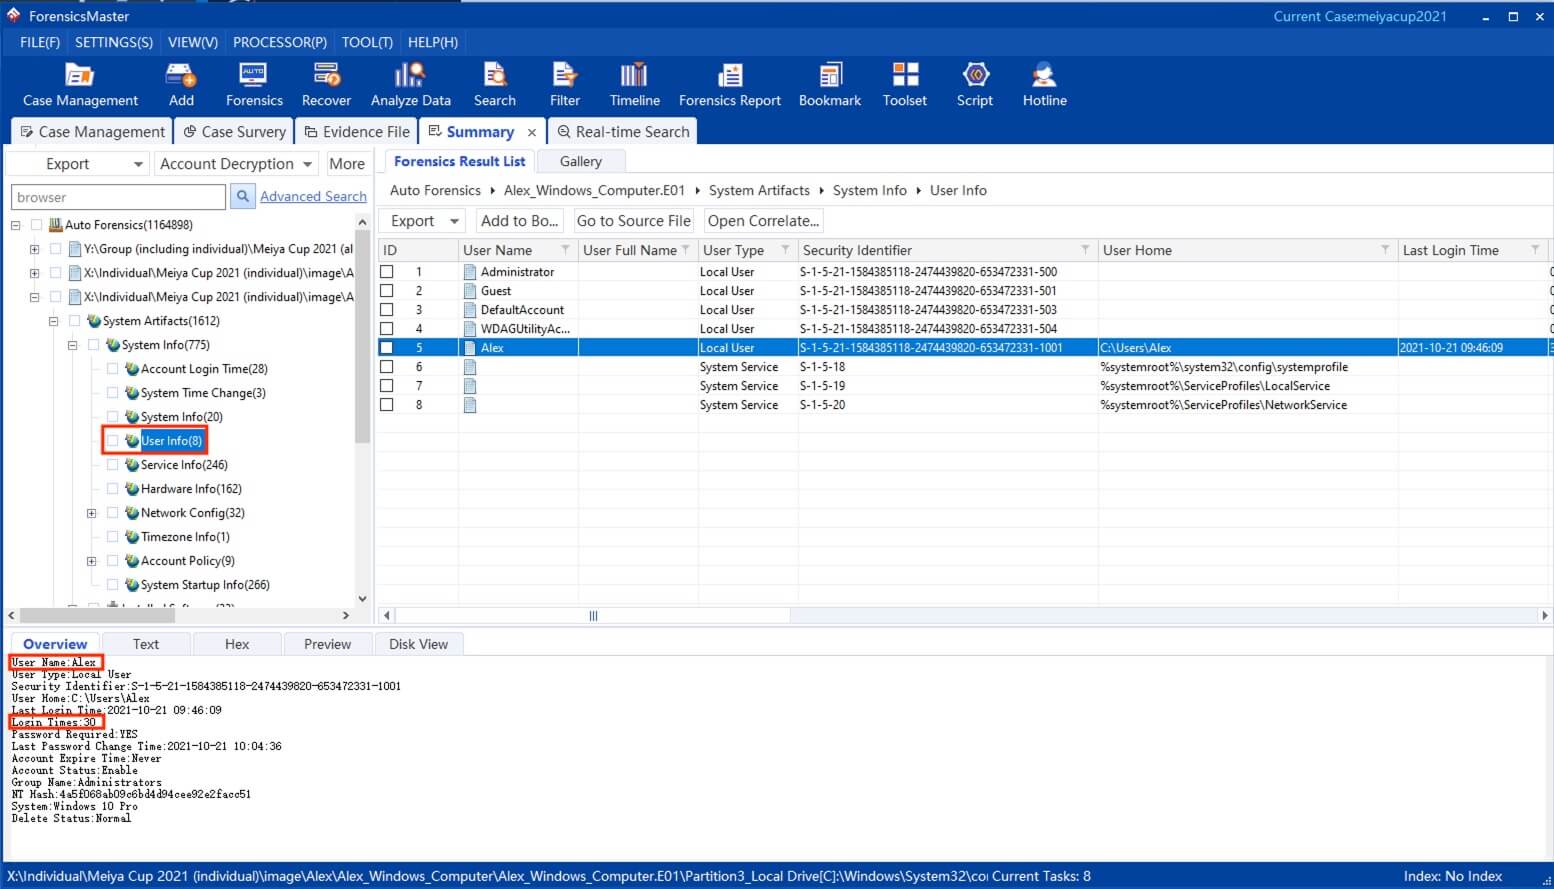 ForensicsMaster
Current Case:meiyacup2021
FILE(F) SETTINGS(S) VIEW(V) PROCESSOR(P) TOOL(T) HELP(H)
Case Management Add Forensics Recover Analyze Data Search Filter Timeline Forensics Report Bookmark Toolset Script Hotline
Case Management Case Survery Evidence File Summary Real-time Search
Export Account Decryption More
browser Advanced Search
Auto Forensics(1164898)
Y:\Group (including individual)\Meiya Cup 2021 (al
X:\Individual\Meiya Cup 2021 (individual)\image\A
X:\Individual\Meiya Cup 2021 (individual)\image\A
System Artifacts(1612)
System Info(775)
Account Login Time(28)
System Time Change(3)
System Info(20)
User Info(8)
Service Info(246)
Hardware Info(162)
Network Config(32)
Timezone Info(1)
Account Policy(9)
System Startup Info(266)
Forensics Result List Gallery
Auto Forensics Alex_Windows_Computer.E01 System Artifacts System Info User Info
Export Add to Bo... Go to Source File Open Correlate...
ID User Name User Full Name User Type Security Identifier User Home Last Login Time
1 Administrator Local User S-1-5-21-1584385118-2474439820-653472331-500
2 Guest Local User S-1-5-21-1584385118-2474439820-653472331-501
3 DefaultAccount Local User S-1-5-21-1584385118-2474439820-653472331-503
4 WDAGUtilityAc... Local User S-1-5-21-1584385118-2474439820-653472331-504
5 Alex Local User S-1-5-21-1584385118-2474439820-653472331-1001 C:\Users\Alex 2021-10-21 09:46:09
6 System Service S-1-5-18 %systemroot%\system32\config\systemprofile
7 System Service S-1-5-19 %systemroot%\ServiceProfiles\LocalService
8 System Service S-1-5-20 %systemroot%\ServiceProfiles\NetworkService
Overview Text Hex Preview Disk View
User Name:Alex
User Type:Local User
Security Identifier:S-1-5-21-1584385118-2474439820-653472331-1001
User Home:C:\Users\Alex
Last Login Time:2021-10-21 09:46:09
Login Times:30
Password Required:YES
Last Password Change Time:2021-10-21 10:04:36
Account Expire Time:Never
Account Status:Enable
Group Name:Administrators
NT Hash:4a5f068ab09c6bd4d94cee92e2facc51
System:Windows 10 Pro
Delete Status:Normal
X:\Individual\Meiya Cup 2021 (individual)\image\Alex\Alex_Windows_Computer\Alex_Windows_Computer.E01\Partition3_Local Drive[C]:\Windows\System32\co Current Tasks: 8 Index: No Index